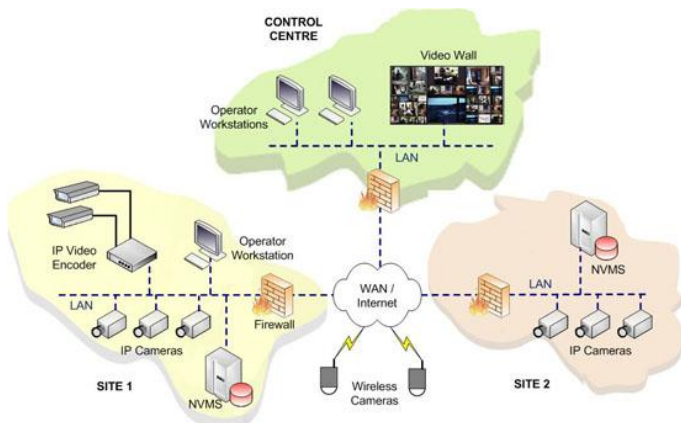 CONTROL
CENTRE
Video Wall
Operator
Workstations
LAN
IP Video
Encoder
Operator
Workstation
LAN
Firewall
IP Cameras
SITE 1
NVMS
WAN /
Internet
Wireless
Cameras
NVMS
LAN
IP Cameras
SITE 2